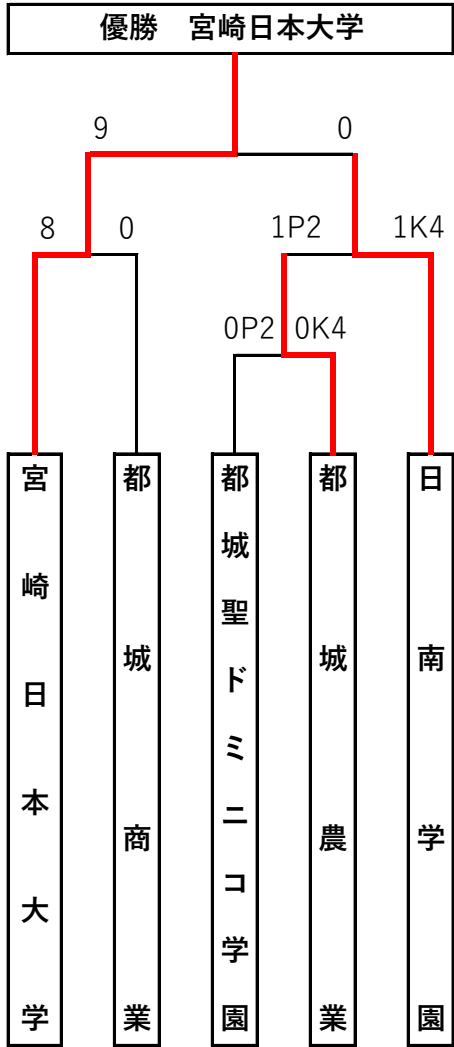 優勝　宮崎日本大学
9 0
8 0 1P2 1K4
0P2 0K4
宮崎日本大学
都城商業
都城聖ドミニコ学園
都城農業
日南学園